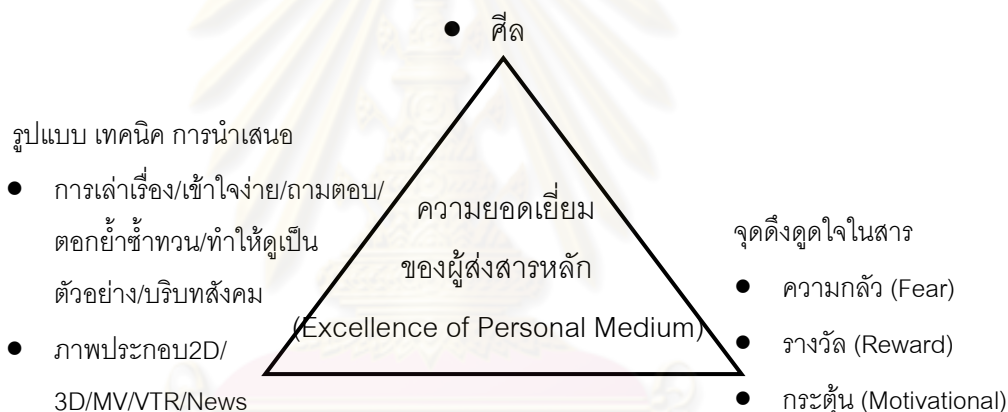 ● ศีล
รูปแบบ เทคนิค การนำเสนอ
● การเล่าเรื่อง/เข้าใจง่าย/ถามตอบ/
ตอกย้ำซ้ำทวน/ทำให้ดูเป็น
ตัวอย่าง/บริบทสังคม
● ภาพประกอบ2D/
3D/MV/VTR/News
ความยอดเยี่ยม
ของผู้ส่งสารหลัก
(Excellence of Personal Medium)
จุดดึงดูดใจในสาร
● ความกลัว (Fear)
● รางวัล (Reward)
● กระตุ้น (Motivational)